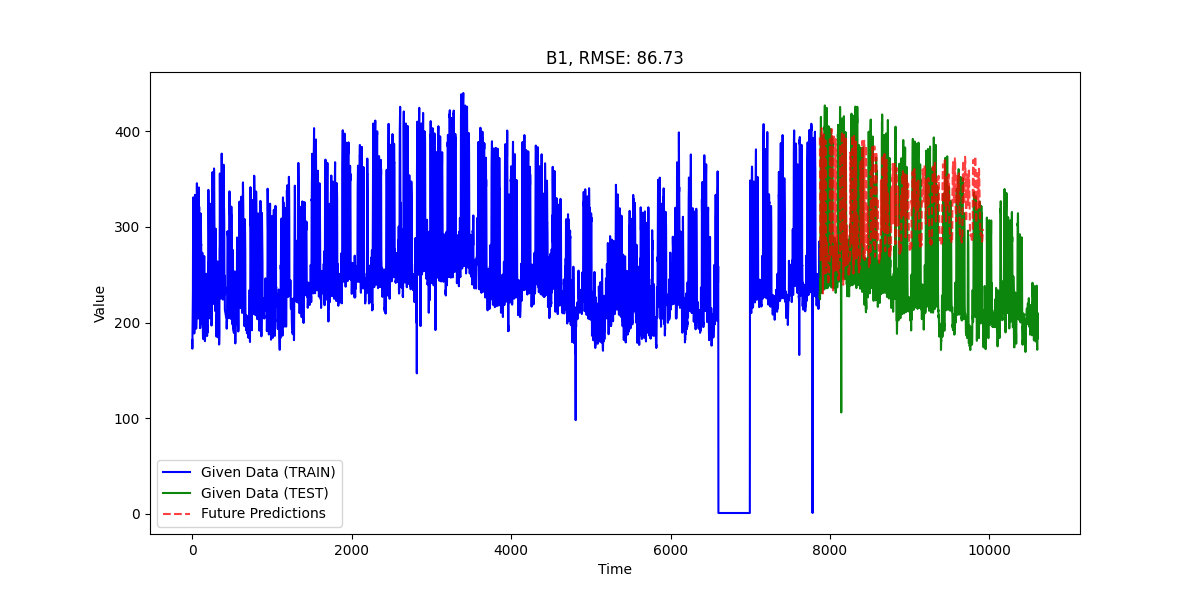 B1, RMSE: 86.73
Value
400
300
200
100
0
Given Data (TRAIN)
Given Data (TEST)
Future Predictions
0 2000 4000 6000 8000 10000
Time